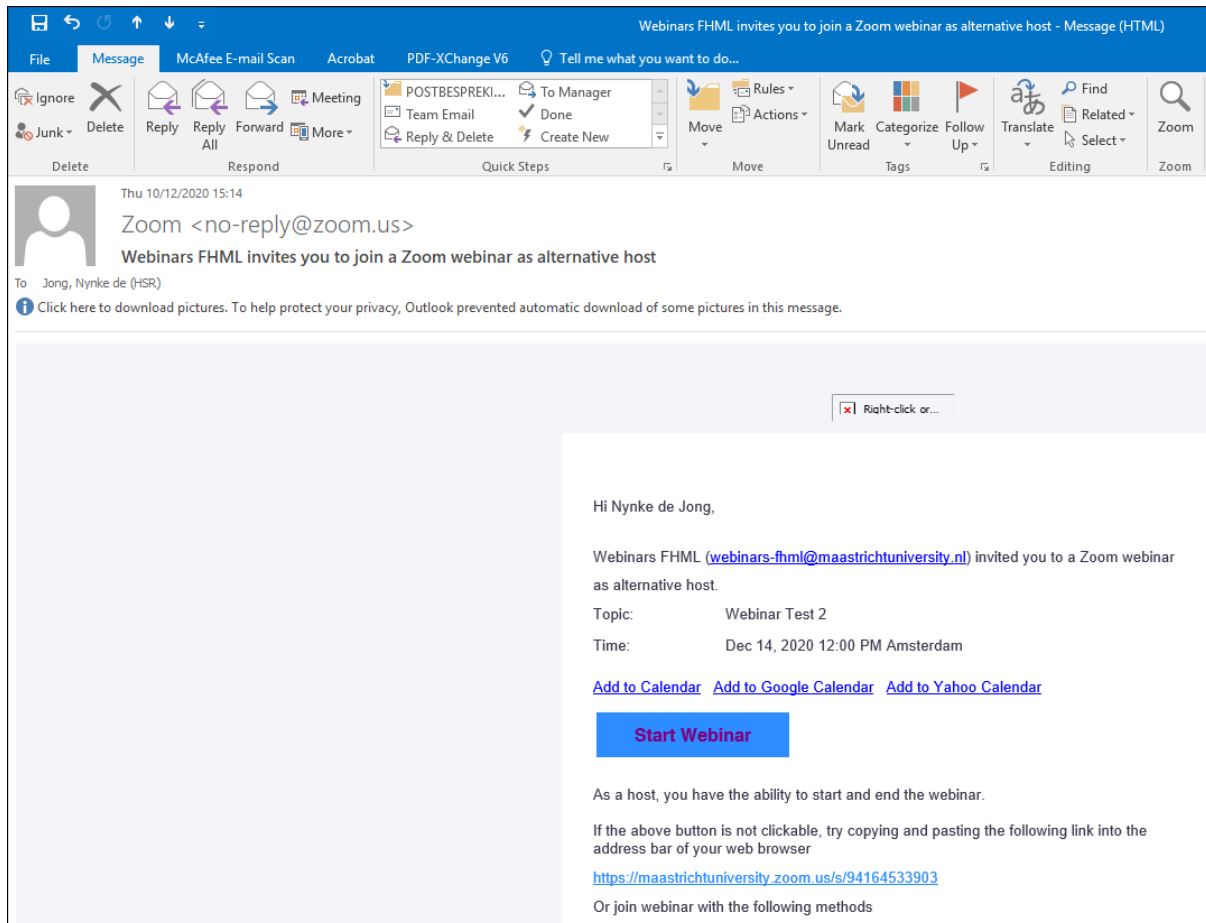 Webinars FHML invites you to join a Zoom webinar as alternative host - Message (HTML)
File Message McAfee E-mail Scan Acrobat PDF-XChange V6 Tell me what you want to do...
Ignore
Junk
Delete
Delete
Reply
Reply All
Forward
Meeting
More
Respond
POSTBESPREKI...
Team Email
Reply & Delete
To Manager
Done
Create New
Quick Steps
Move
Rules
Actions
Move
Mark Unread
Categorize
Follow Up
Tags
Translate
Find
Related
Select
Editing
Zoom
Zoom
Thu 10/12/2020 15:14
Zoom <no-reply@zoom.us>
Webinars FHML invites you to join a Zoom webinar as alternative host
To Jong, Nynke de (HSR)
Click here to download pictures. To help protect your privacy, Outlook prevented automatic download of some pictures in this message.
Right-click or...
Hi Nynke de Jong,
Webinars FHML (webinars-fhml@maastrichtuniversity.nl) invited you to a Zoom webinar
as alternative host.
Topic: Webinar Test 2
Time: Dec 14, 2020 12:00 PM Amsterdam
Add to Calendar Add to Google Calendar Add to Yahoo Calendar
Start Webinar
As a host, you have the ability to start and end the webinar.
If the above button is not clickable, try copying and pasting the following link into the
address bar of your web browser
https://maastrichtuniversity.zoom.us/s/94164533903
Or join webinar with the following methods